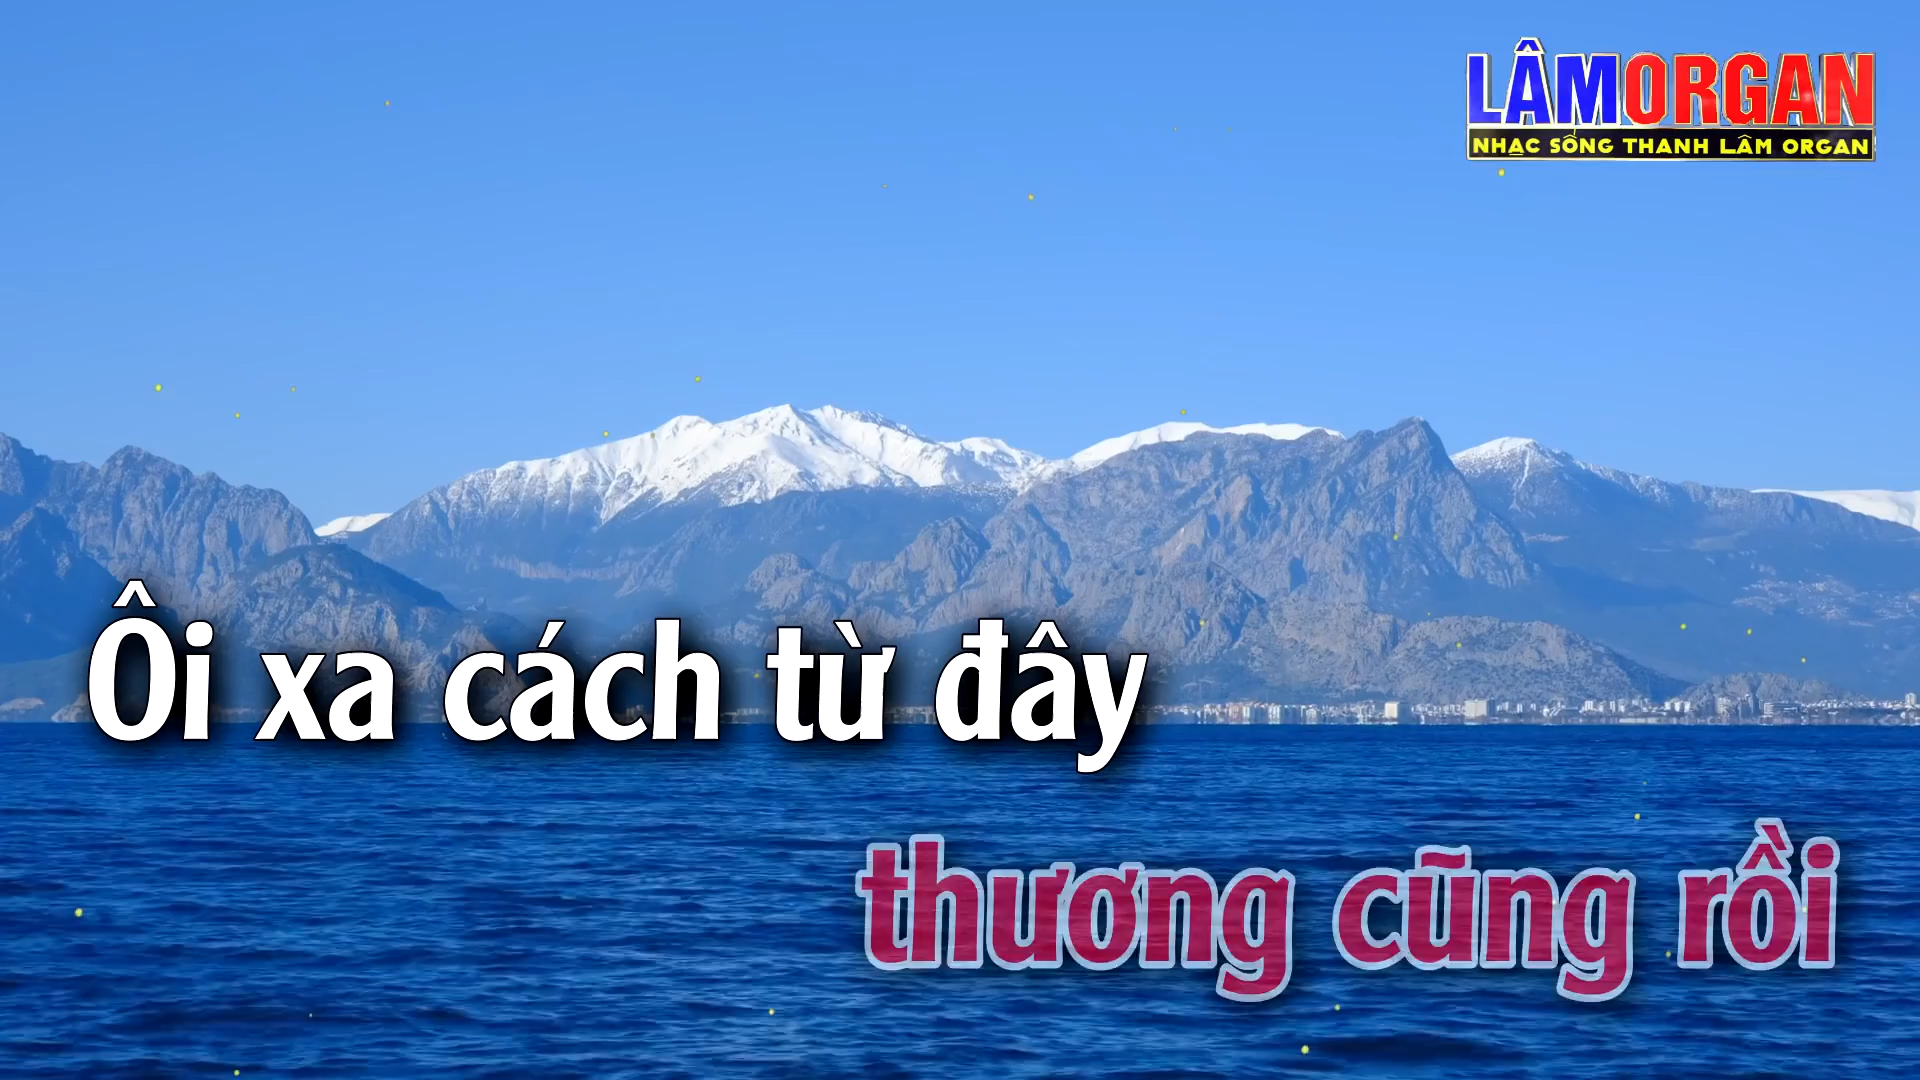 LÂMORGAN
NHẠC SỐNG THANH LÂM ORGAN
Ôi xa cách từ đây
thương cũng rồi